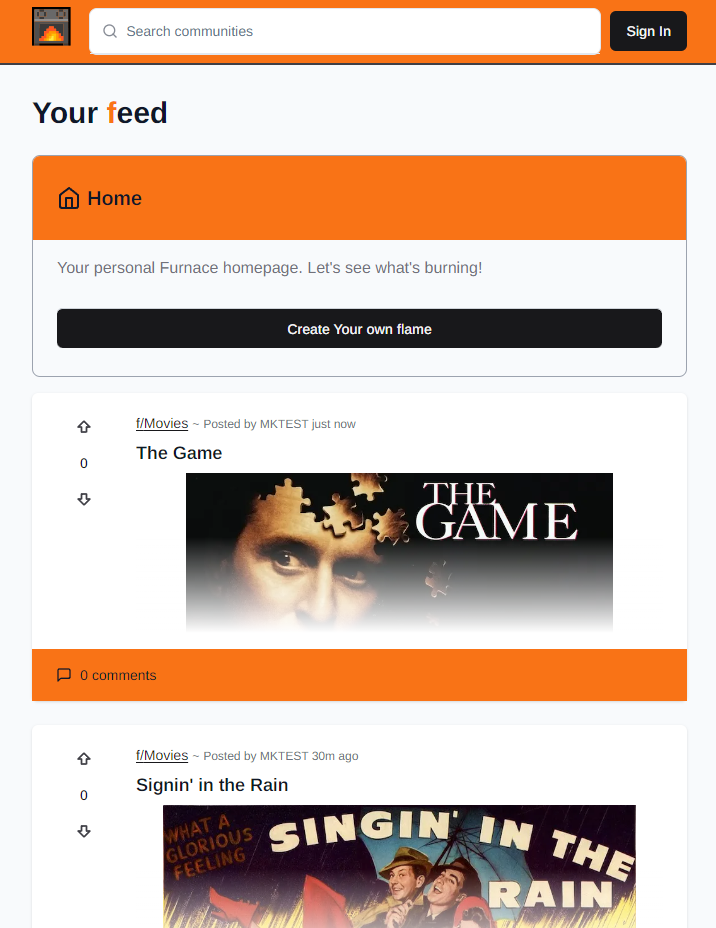 Search communities
Sign In
Your feed
Home
Your personal Furnace homepage. Let's see what's burning!
Create Your own flame
f/Movies ~ Posted by MKTEST just now
0
The Game
THE
GAME
0 comments
f/Movies ~ Posted by MKTEST 30m ago
0
Signin' in the Rain
WHAT A
GLORIOUS
FEELING
SINGIN' IN THE
RAIN